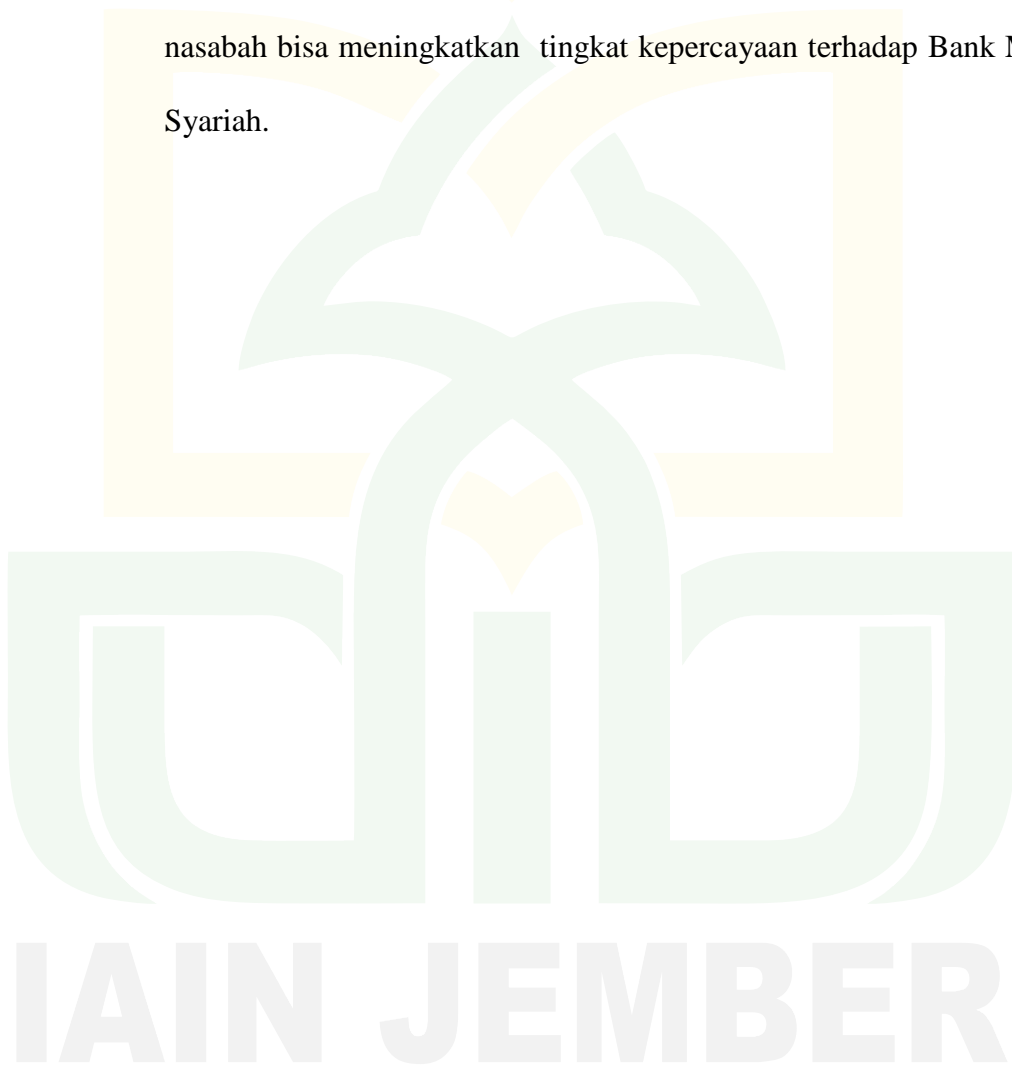 nasabah bisa meningkatkan tingkat kepercayaan terhadap Bank
Syariah.
IAIN JEMBER